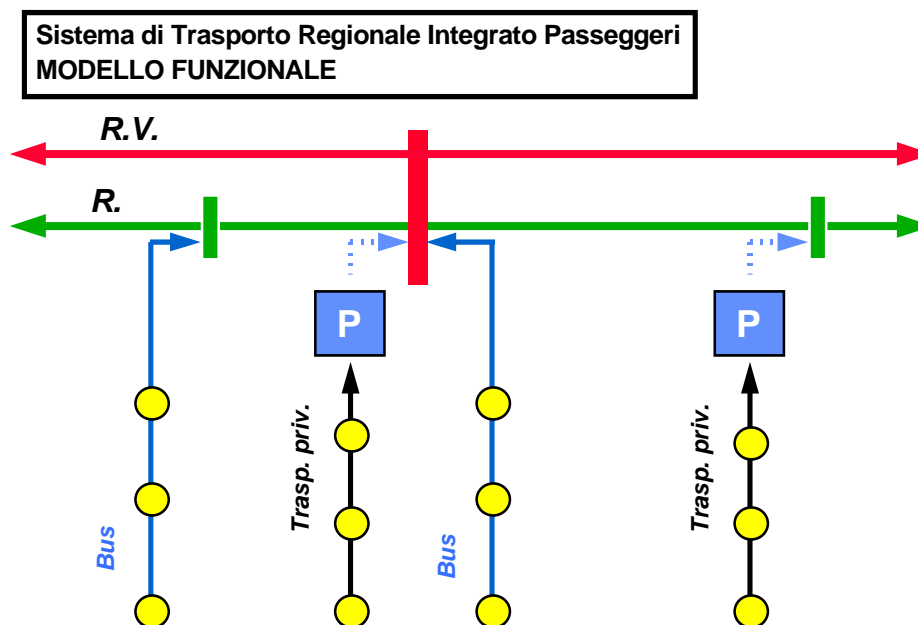 Sistema di Trasporto Regionale Integrato Passeggeri
MODELLO FUNZIONALE
R.V.
R.
P
P
Bus
Trasp. priv.
Bus
Trasp. priv.